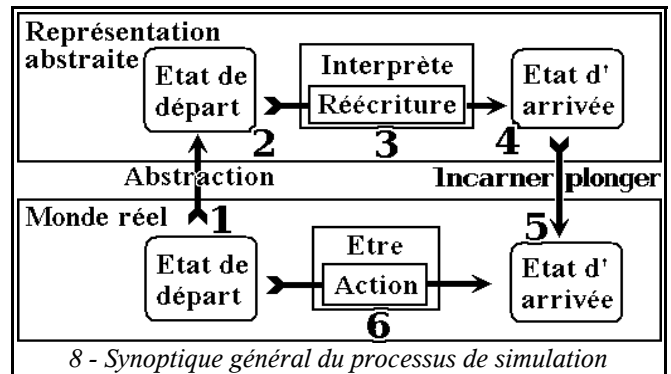 Représentation
abstraite
Etat de
départ
2
Interprète
Réécriture
3
Etat d'
arrivée
4
Abstraction
Incarner plonger
Monde réel
1
Etat de
départ
Etre
Action
6
5
Etat d'
arrivée
8 - Synoptique général du processus de simulation